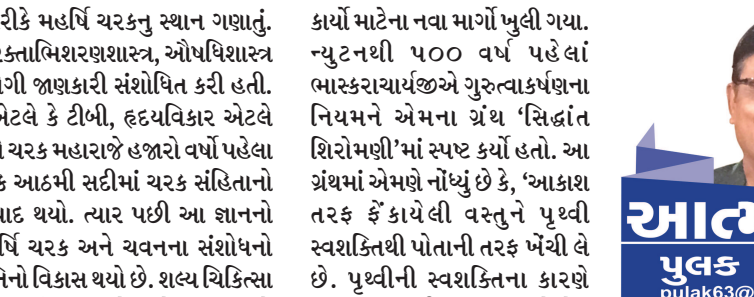 રીકે મહર્ષિ ચરકનુ સ્થાન ગણાતું.
ક્તાભિશરણશાસ્ત્ર, ઔષધિશાસ્ત્ર
ગી જાણકારી સંશોધિત કરી હતી.
એટલે કે ટીબી, હૃદયવિકાર એટલે
ચરક મહારાજે હજારો વર્ષો પહેલા
ક આઠમી સદીમાં ચરક સંહિતાનો
ાદ થયો. ત્યાર પછી આ જ્ઞાનનો
ર્ષિ ચરક અને ચવનના સંશોધનો
નો વિકાસ થયો છે. શલ્ય ચિકિત્સા
કાર્યો માટેના નવા માર્ગો ખુલી ગયા.
ન્યુટનથી ૫૦૦ વર્ષ પહેલાં
ભાસ્કરાચાર્યજીએ ગુરુત્વાકર્ષણના
નિયમને એમના ગ્રંથ ‘સિદ્ધાંત
શિરોમણી’માં સ્પષ્ટ કર્યો હતો. આ
ગ્રંથમાં એમણે નોંધ્યું છે કે, ‘આકાશ
તરફ ફેંકાયેલી વસ્તુને પૃથ્વી
સ્વશક્તિથી પોતાની તરફ ખેંચી લે
છે. પૃથ્વીની સ્વશક્તિના કારણે
આત
પુલક
pulak63@